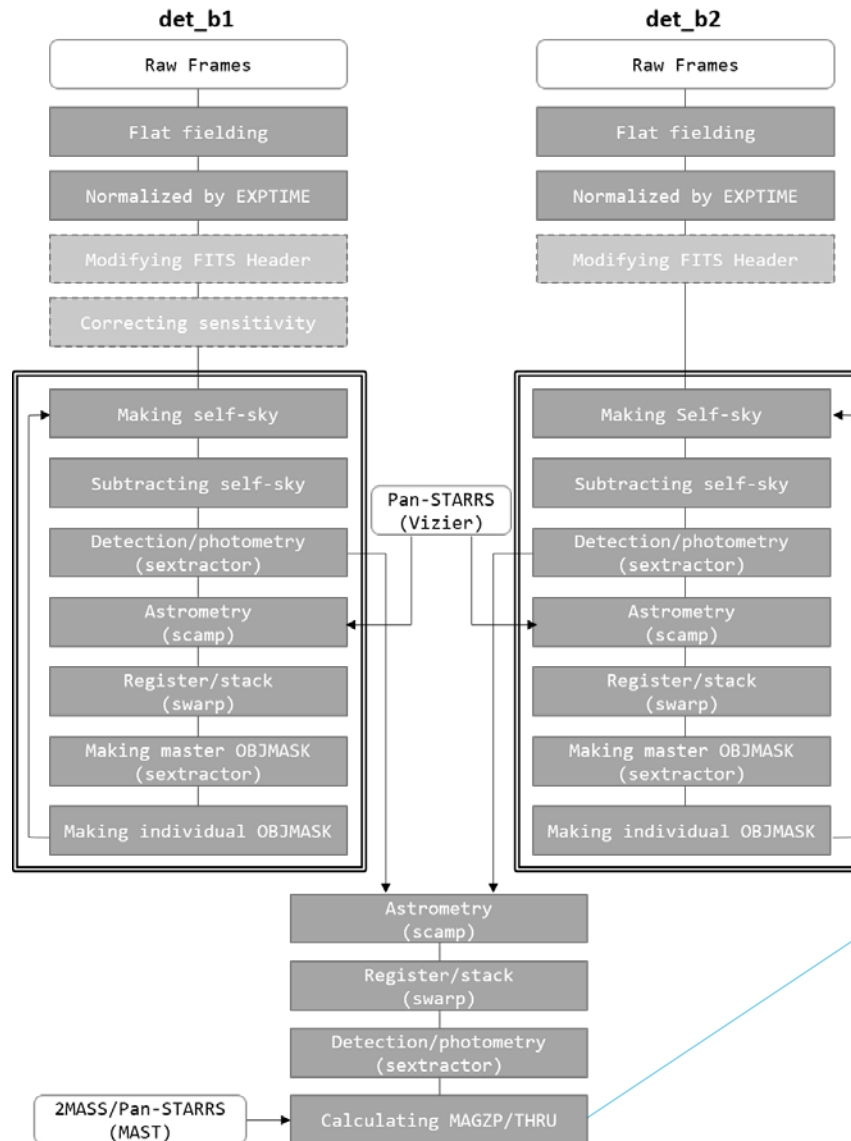 det_b1
Raw Frames
Flat fielding
Normalized by EXPTIME
Modifying FITS Header
Correcting sensitivity
Making self-sky
Subtracting self-sky
Detection/photometry
(sextractor)
Astrometry
(scamp)
Register/stack
(swarp)
Making master OBJMASK
(sextractor)
Making individual OBJMASK
Pan-STARRS
(Vizier)
det_b2
Raw Frames
Flat fielding
Normalized by EXPTIME
Modifying FITS Header
Making Self-sky
Subtracting self-sky
Detection/photometry
(sextractor)
Astrometry
(scamp)
Register/stack
(swarp)
Making master OBJMASK
(sextractor)
Making individual OBJMASK
Astrometry
(scamp)
Register/stack
(swarp)
Detection/photometry
(sextractor)
2MASS/Pan-STARRS
(MAST)
Calculating MAGZP/THRU